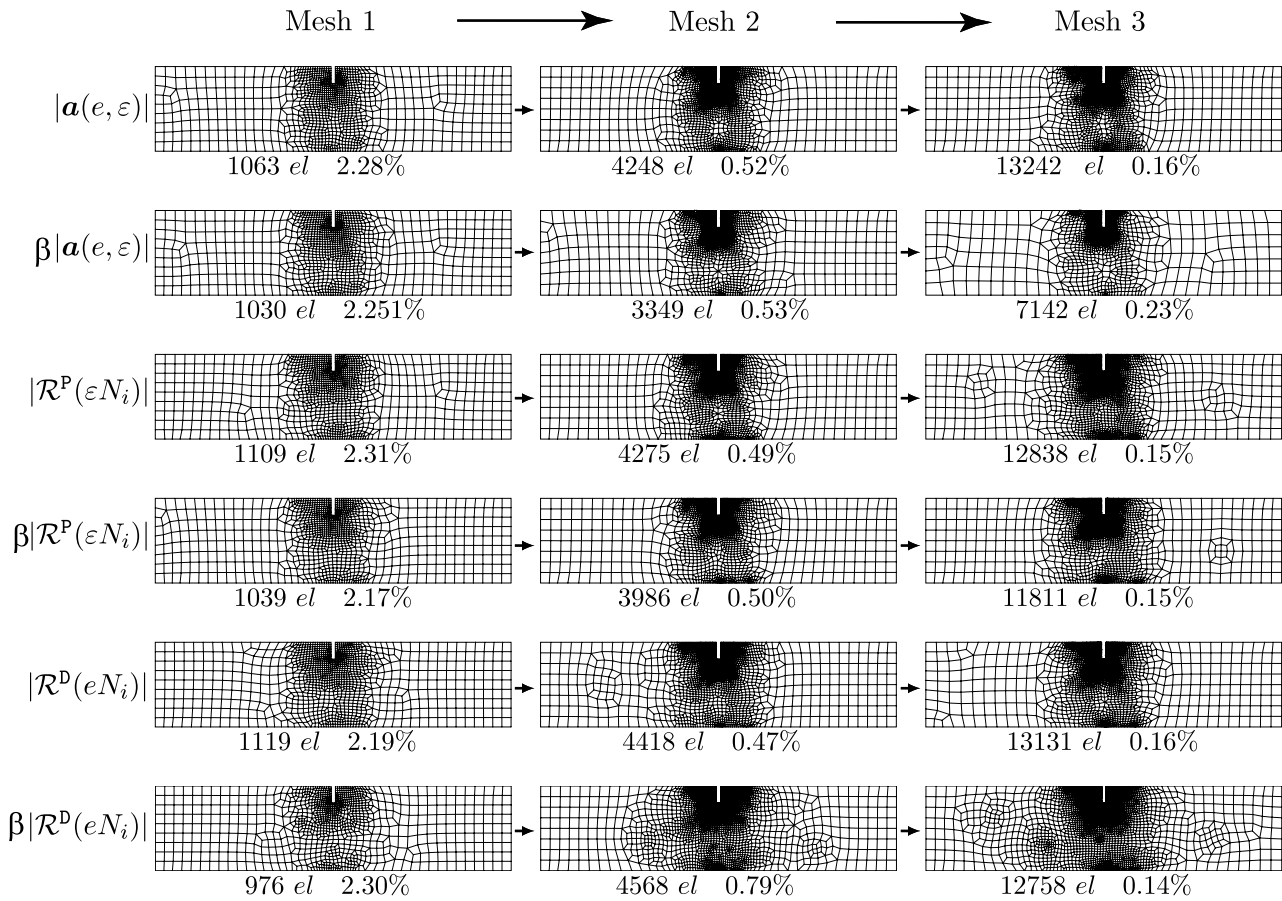 Mesh 1 Mesh 2 Mesh 3
|a(e, ε)|
1063 el 2.28% 4248 el 0.52% 13242 el 0.16%
β|a(e, ε)|
1030 el 2.251% 3349 el 0.53% 7142 el 0.23%
|ℛᴾ(εNᵢ)|
1109 el 2.31% 4275 el 0.49% 12838 el 0.15%
β|ℛᴾ(εNᵢ)|
1039 el 2.17% 3986 el 0.50% 11811 el 0.15%
|ℛᴰ(eNᵢ)|
1119 el 2.19% 4418 el 0.47% 13131 el 0.16%
β|ℛᴰ(eNᵢ)|
976 el 2.30% 4568 el 0.79% 12758 el 0.14%